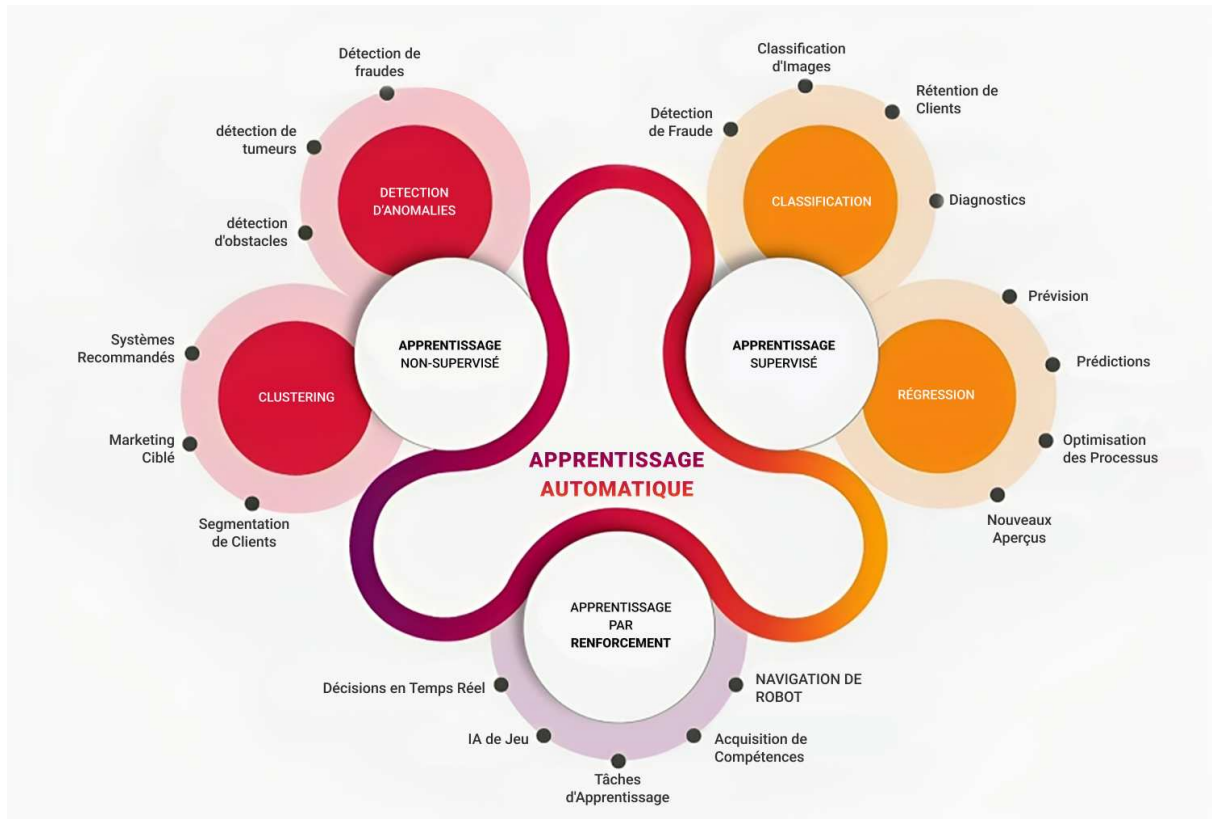 Détection de
fraudes
détection de
tumeurs
détection
d'obstacles
DETECTION
D'ANOMALIES
Systèmes
Recommandés
Marketing
Ciblé
Segmentation
de Clients
CLUSTERING
APPRENTISSAGE
NON-SUPERVISÉ
Classification
d'Images
Rétention de
Clients
Détection
de Fraude
Diagnostics
CLASSIFICATION
APPRENTISSAGE
SUPERVISÉ
Prévision
Prédictions
Optimisation
des Processus
Nouveaux
Aperçus
RÉGRESSION
APPRENTISSAGE
AUTOMATIQUE
APPRENTISSAGE
PAR
RENFORCEMENT
Décisions en Temps Réel
IA de Jeu
Tâches
d'Apprentissage
Acquisition de
Compétences
NAVIGATION DE
ROBOT